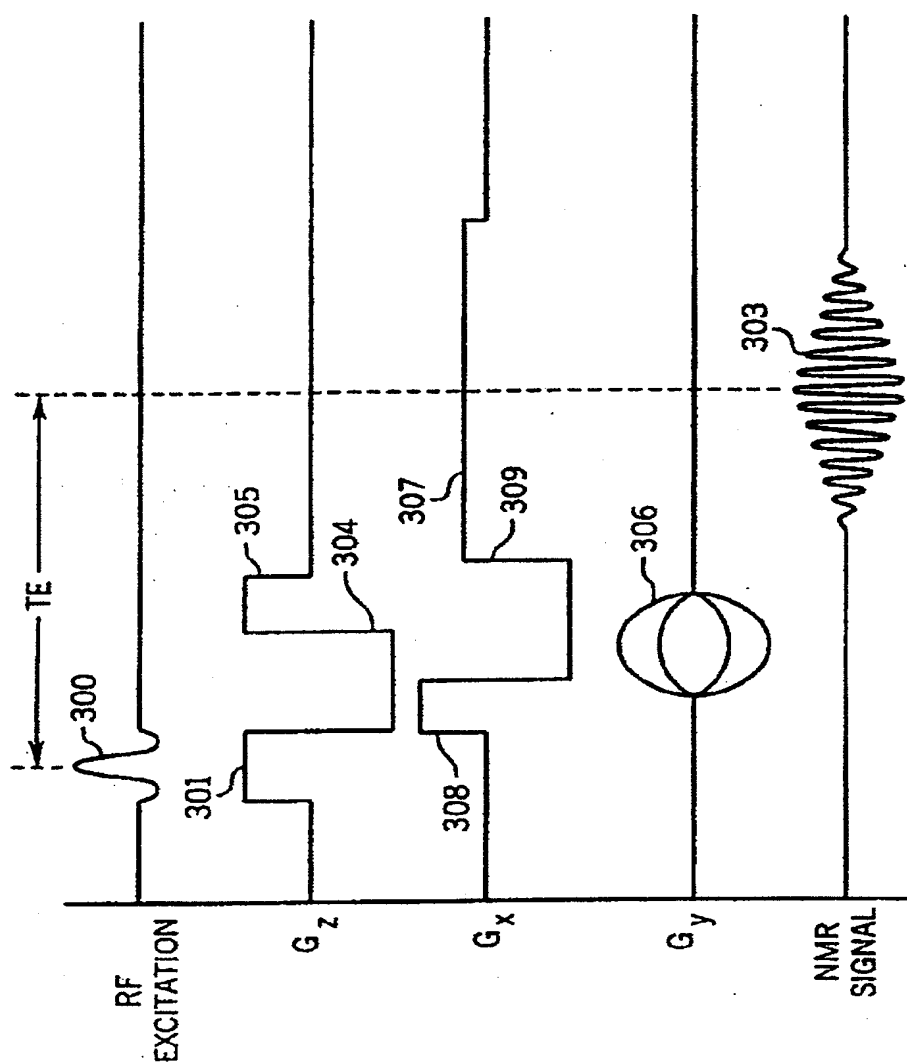 TE
RF
EXCITATION
300
G z
301
305
304
G x
308
307
309
G y
306
NMR
SIGNAL
303